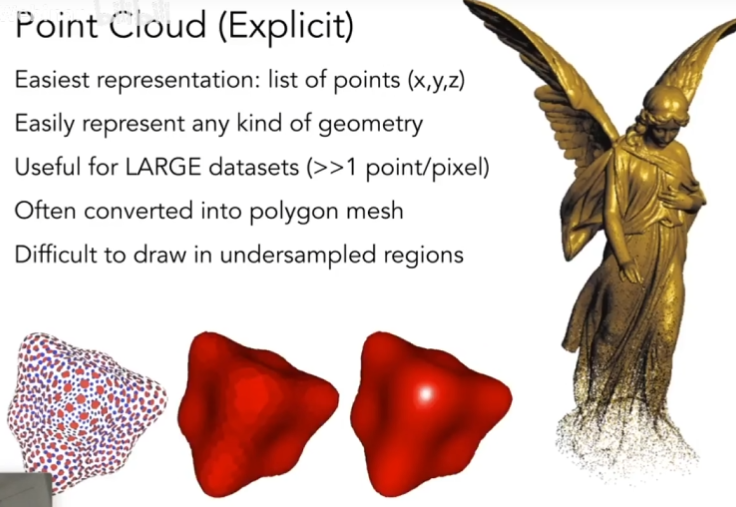 Point Cloud (Explicit)
Easiest representation: list of points (x,y,z)
Easily represent any kind of geometry
Useful for LARGE datasets (>>1 point/pixel)
Often converted into polygon mesh
Difficult to draw in undersampled regions